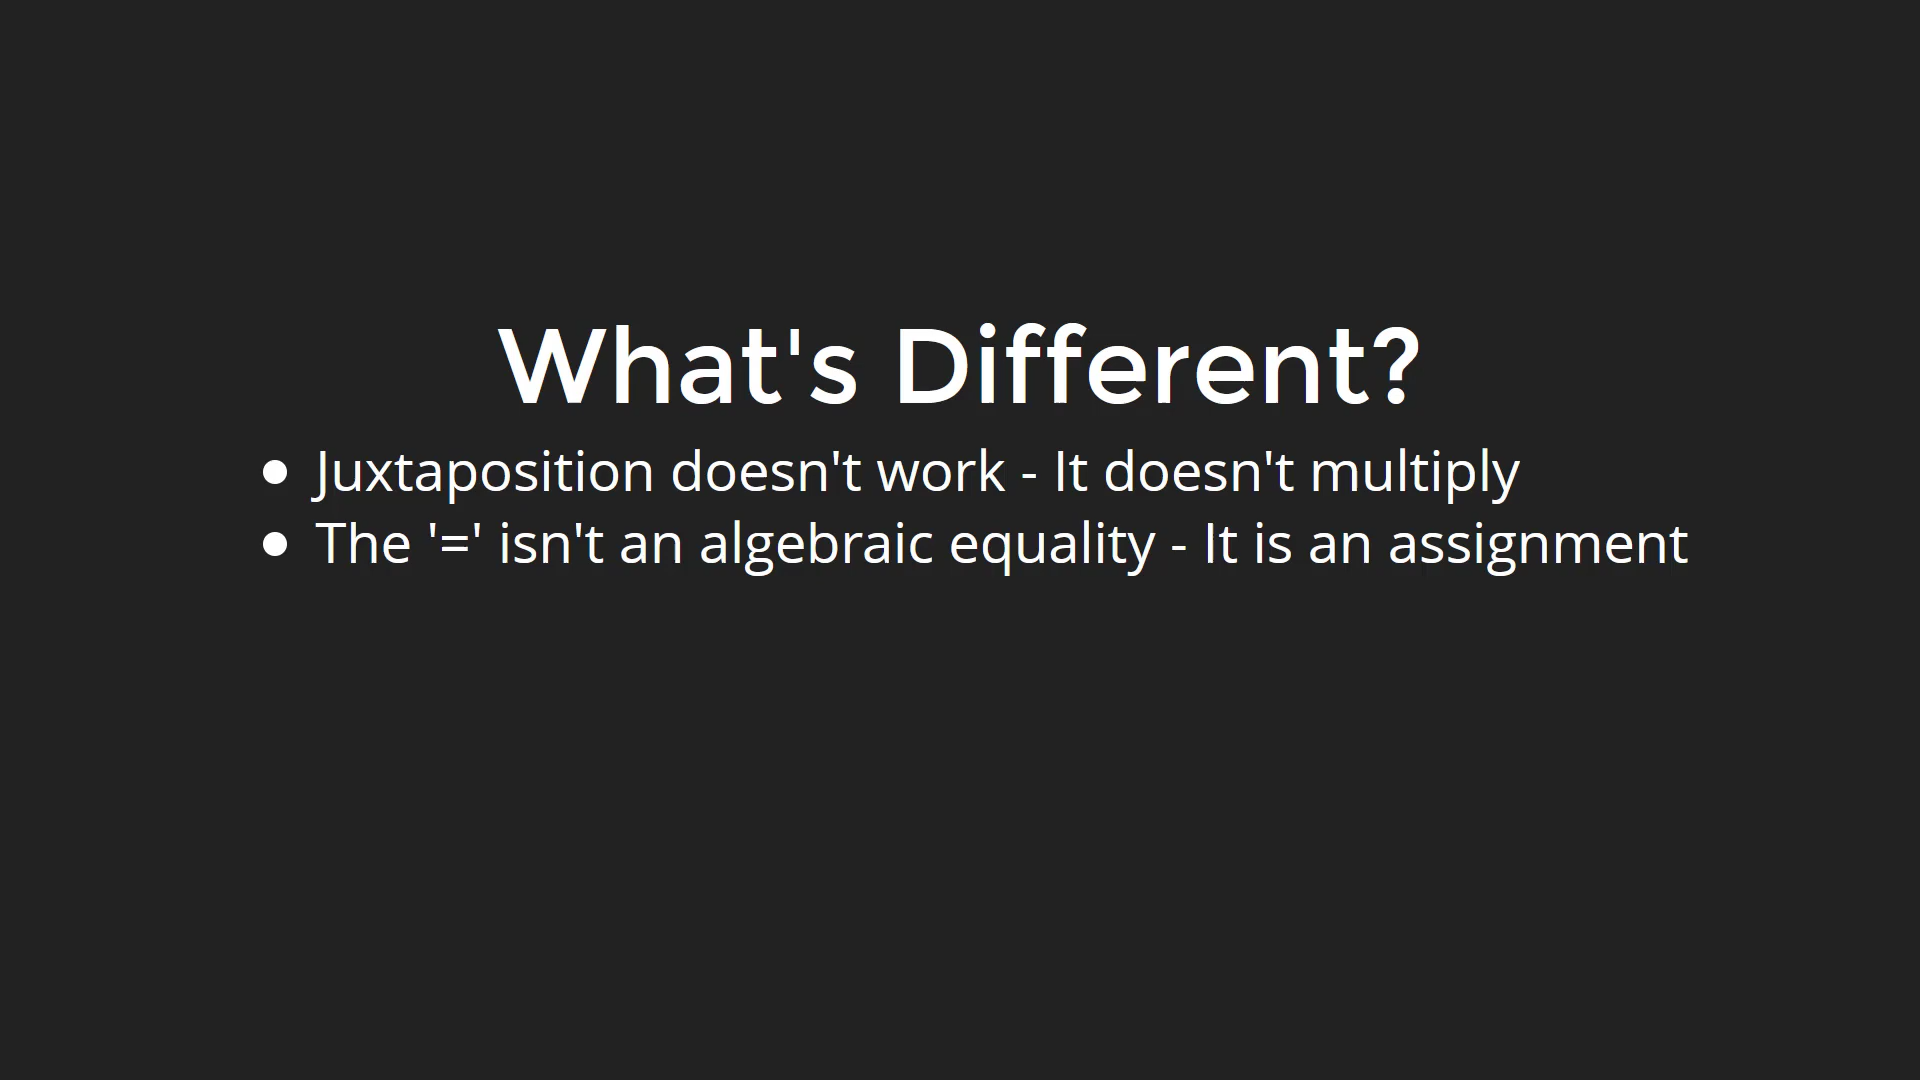 What's Different?
Juxtaposition doesn't work - It doesn't multiply
The '=' isn't an algebraic equality - It is an assignment